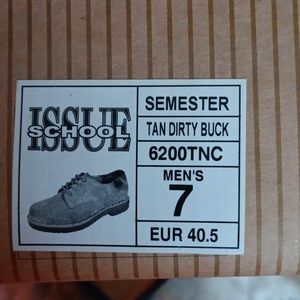 ISSUE
SCHOOL
SEMESTER
TAN DIRTY BUCK
6200TNC
MEN'S
7
EUR 40.5